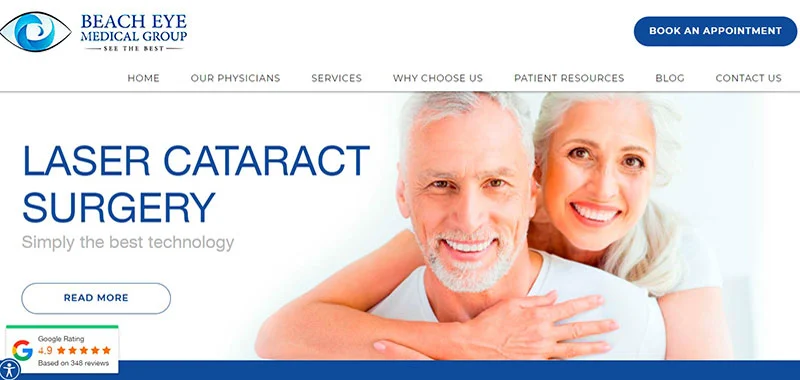 BEACH EYE
MEDICAL GROUP
SEE THE BEST
BOOK AN APPOINTMENT
HOME OUR PHYSICIANS SERVICES WHY CHOOSE US PATIENT RESOURCES BLOG CONTACT US
LASER CATARACT
SURGERY
Simply the best technology
READ MORE
Google Rating
4.9
Based on 348 reviews